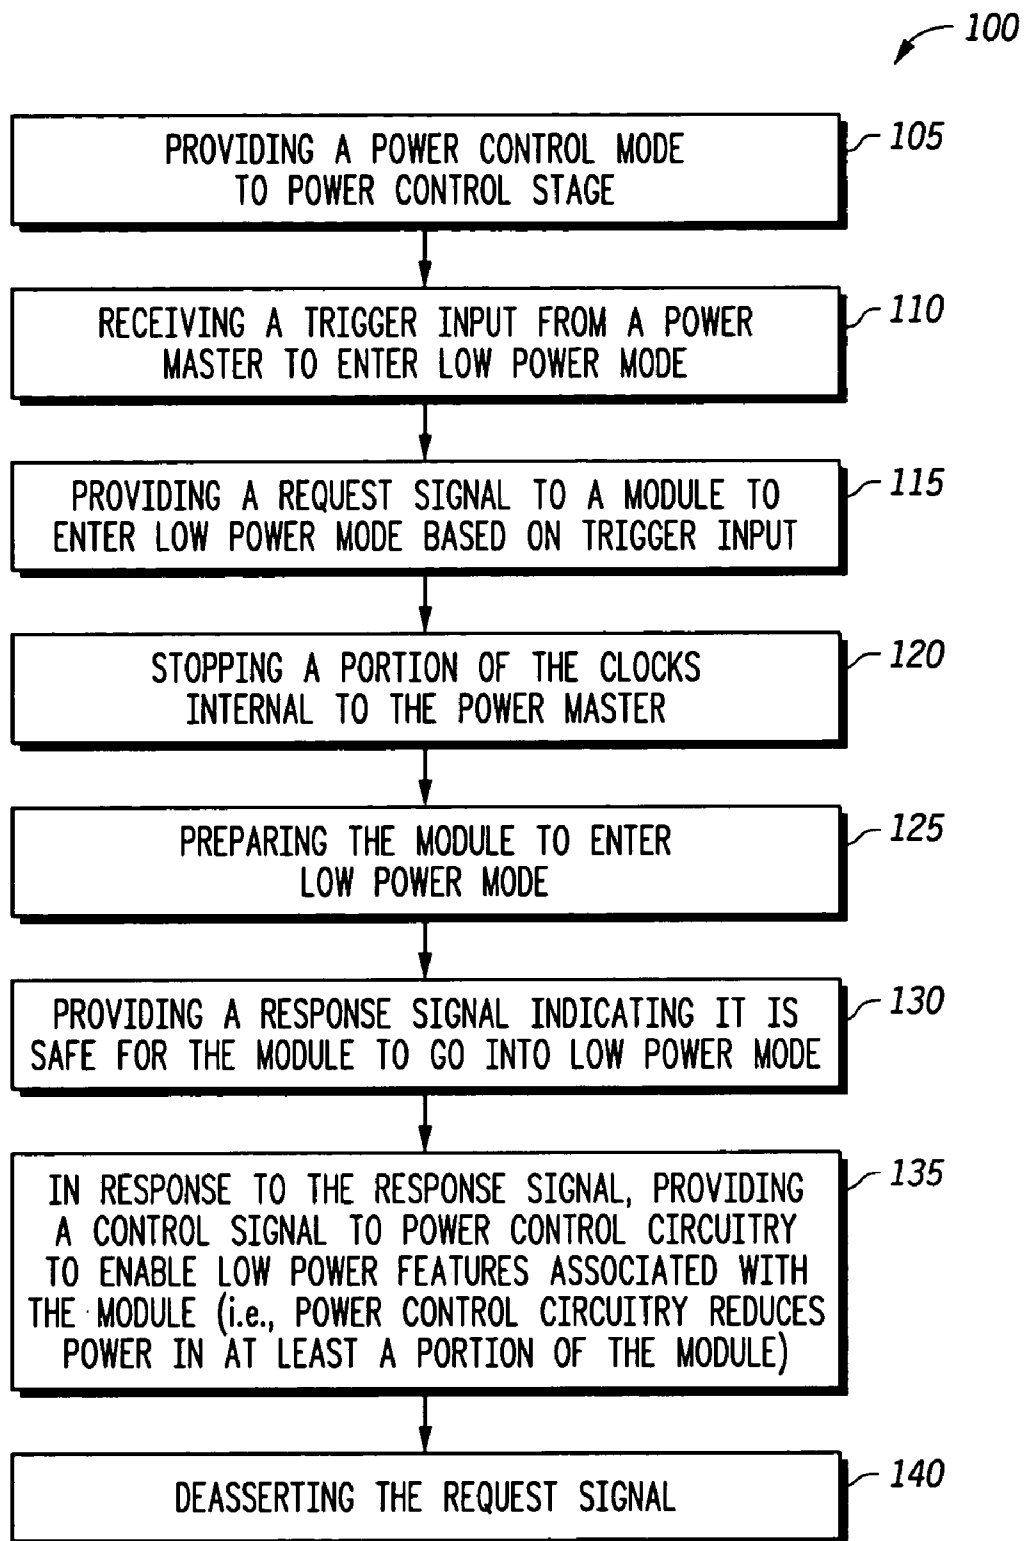 100
PROVIDING A POWER CONTROL MODE
TO POWER CONTROL STAGE
105
RECEIVING A TRIGGER INPUT FROM A POWER
MASTER TO ENTER LOW POWER MODE
110
PROVIDING A REQUEST SIGNAL TO A MODULE TO
ENTER LOW POWER MODE BASED ON TRIGGER INPUT
115
STOPPING A PORTION OF THE CLOCKS
INTERNAL TO THE POWER MASTER
120
PREPARING THE MODULE TO ENTER
LOW POWER MODE
125
PROVIDING A RESPONSE SIGNAL INDICATING IT IS
SAFE FOR THE MODULE TO GO INTO LOW POWER MODE
130
IN RESPONSE TO THE RESPONSE SIGNAL, PROVIDING
A CONTROL SIGNAL TO POWER CONTROL CIRCUITRY
TO ENABLE LOW POWER FEATURES ASSOCIATED WITH
THE MODULE (i.e., POWER CONTROL CIRCUITRY REDUCES
POWER IN AT LEAST A PORTION OF THE MODULE)
135
DEASSERTING THE REQUEST SIGNAL
140